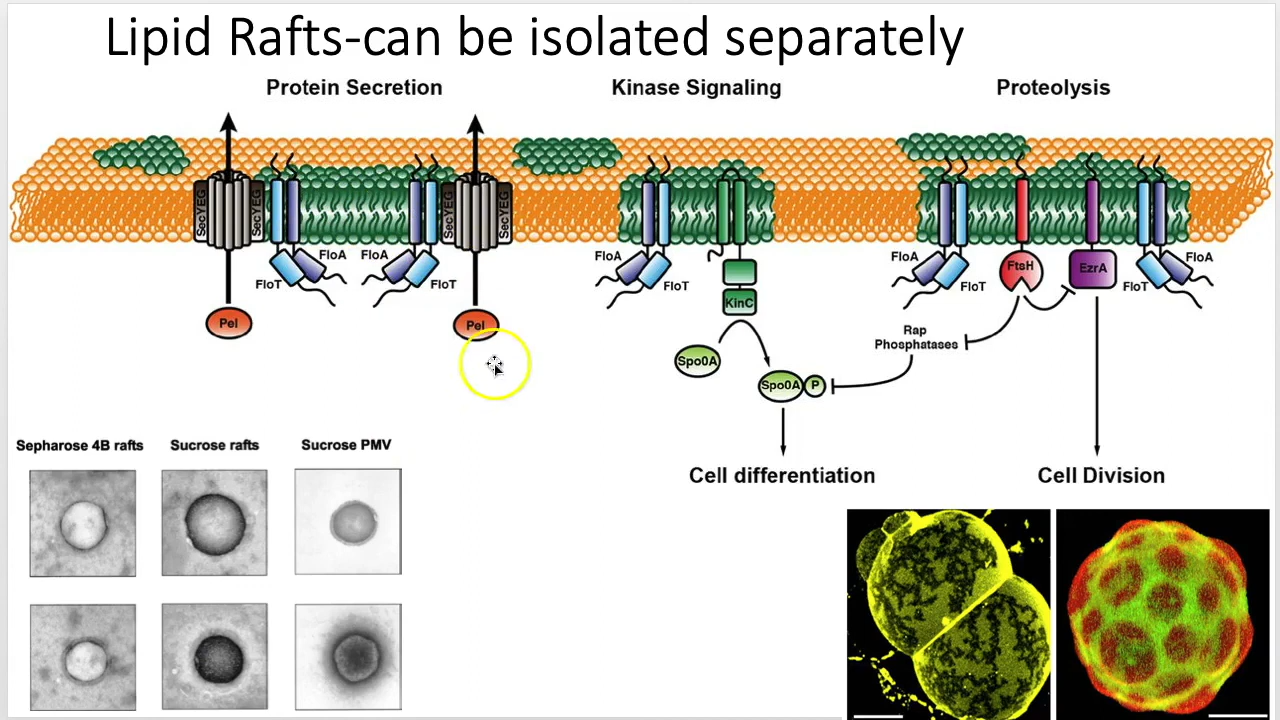 Lipid Rafts-can be isolated separately
Protein Secretion
Kinase Signaling
Proteolysis
SecYEG
SecYEG
SecYEG
SecYEG
FloA
FloT
FloA
FloT
Pel
Pel
FloA
FloT
KinC
Spo0A
Spo0A
P
FloA
FloT
FtsH
EzrA
FloT
FloA
Rap
Phosphatases
Cell differentiation
Cell Division
Sepharose 4B rafts
Sucrose rafts
Sucrose PMV